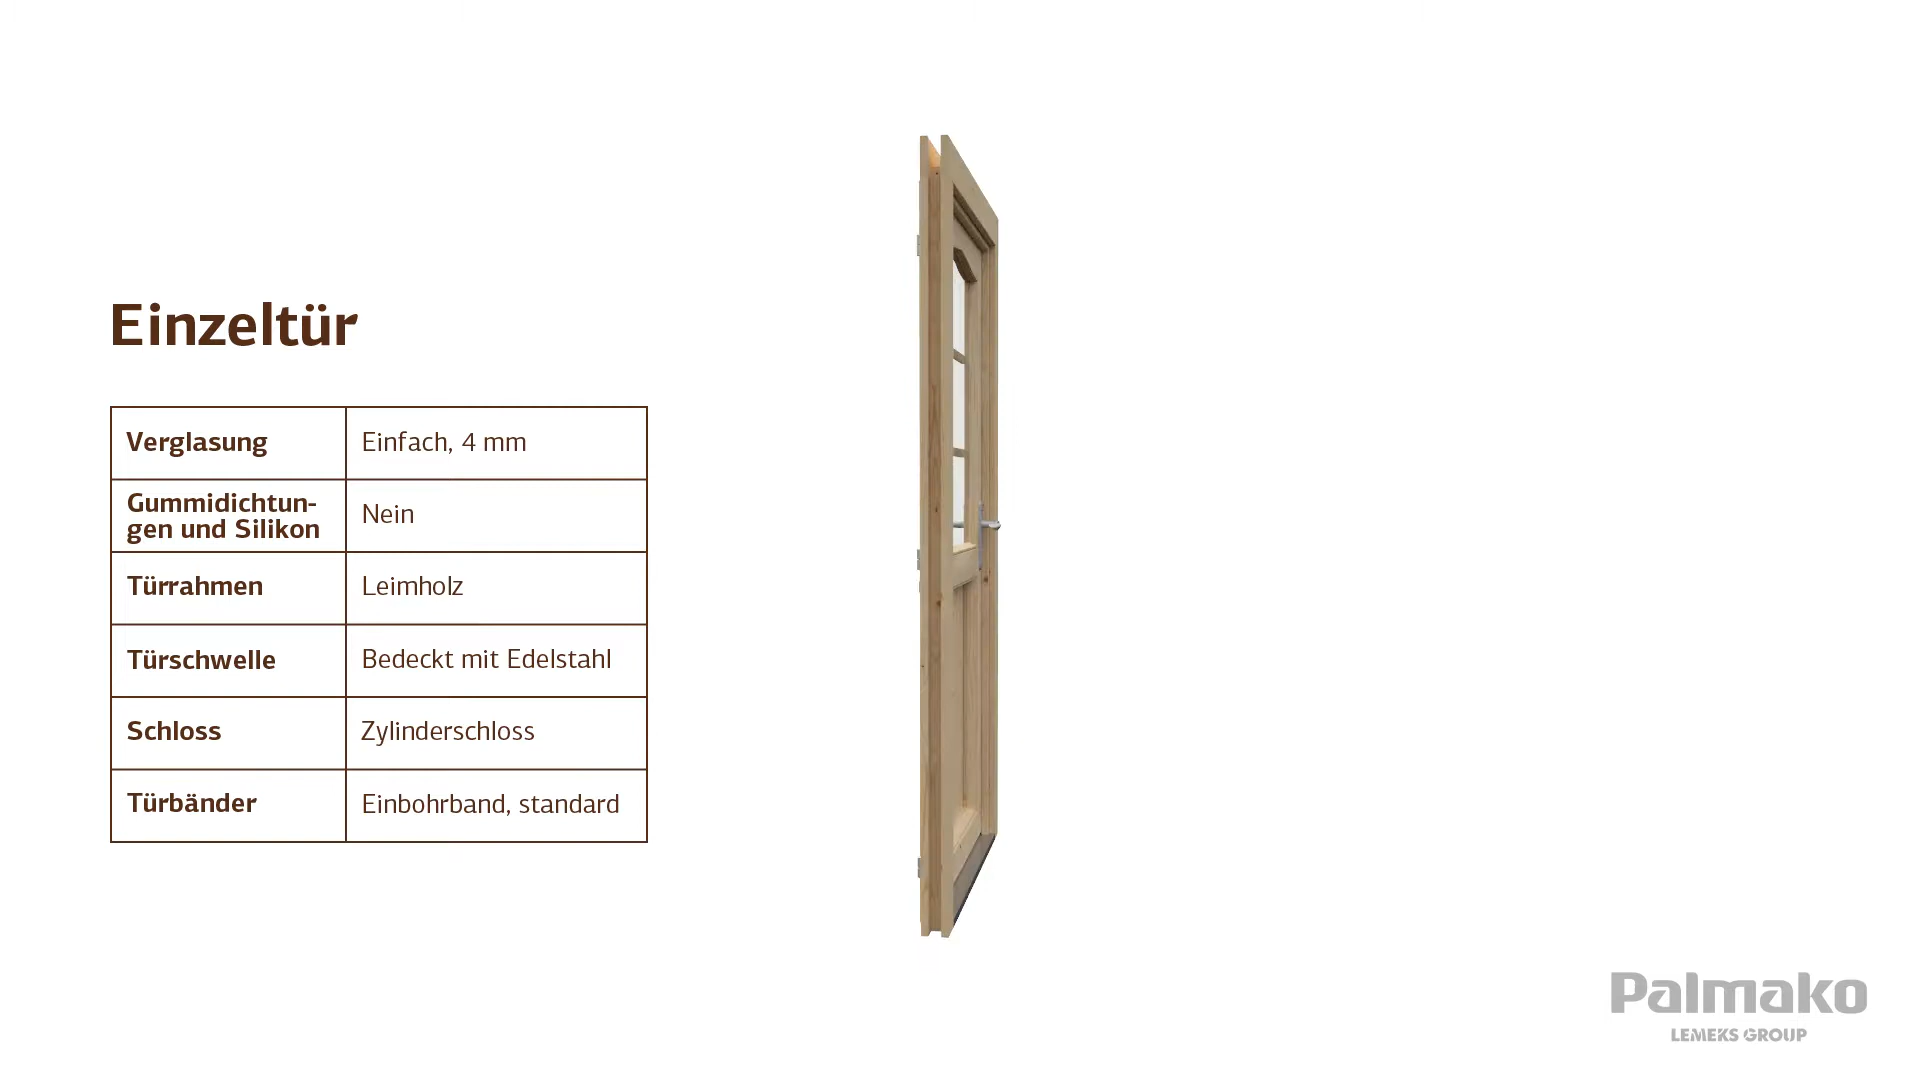 Einzeltür
Verglasung
Einfach, 4 mm
Gummidichtun-
gen und Silikon
Nein
Türrahmen
Leimholz
Türschwelle
Bedeckt mit Edelstahl
Schloss
Zylinderschloss
Türbänder
Einbohrband, standard
Palmako
LEMEKS GROUP